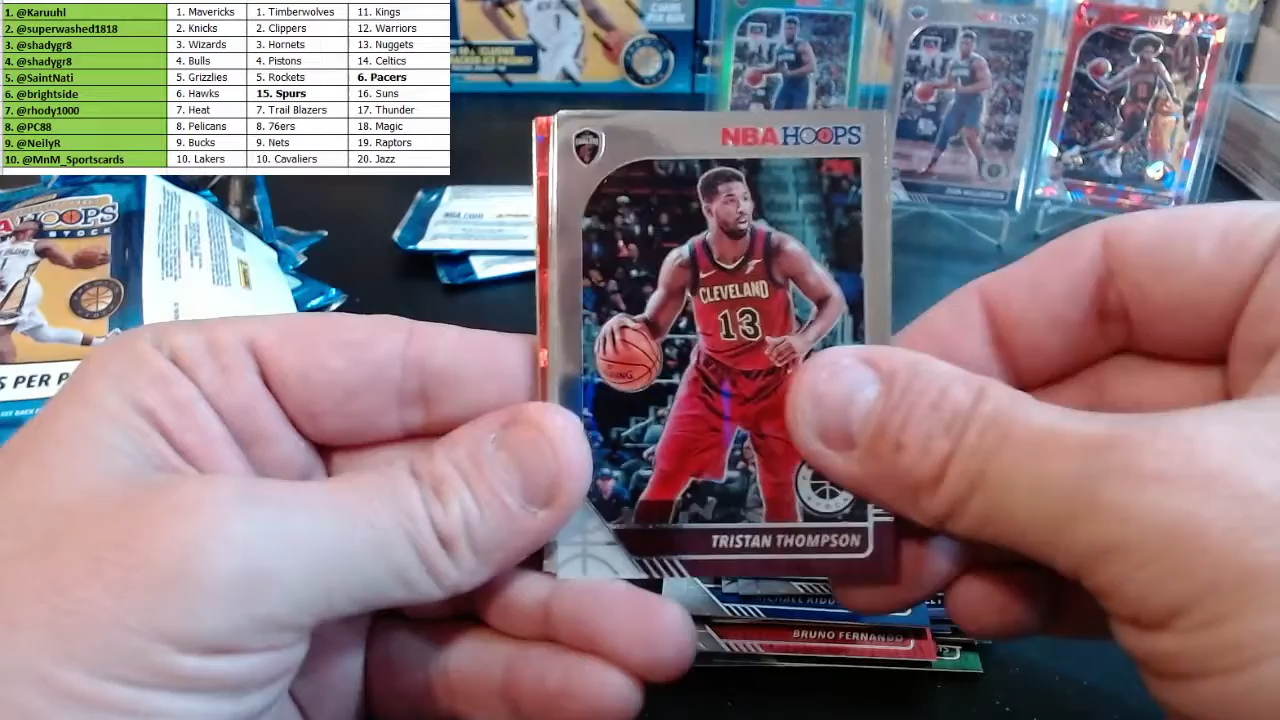 1. @Karuuhl 1. Mavericks 1. Timberwolves 11. Kings
2. @superwashed1818 2. Knicks 2. Clippers 12. Warriors
3. @shadygr8 3. Wizards 3. Hornets 13. Nuggets
4. @shadygr8 4. Bulls 4. Pistons 14. Celtics
5. @SaintNati 5. Grizzlies 5. Rockets 6. Pacers
6. @brightside 6. Hawks 15. Spurs 16. Suns
7. @rhody1000 7. Heat 7. Trail Blazers 17. Thunder
8. @PC88 8. Pelicans 8. 76ers 18. Magic
9. @NeilyR 9. Bucks 9. Nets 19. Raptors
10. @MnM_Sportscards 10. Lakers 10. Cavaliers 20. Jazz
NBA HOOPS
CLEVELAND
13
TRISTAN THOMPSON
BRUNO FERNANDO
HOOPS
STOCK
S PER P